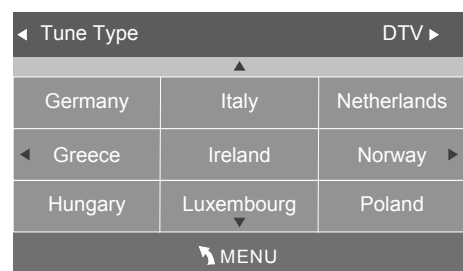 Tune Type DTV
Germany Italy Netherlands
Greece Ireland Norway
Hungary Luxembourg Poland
MENU